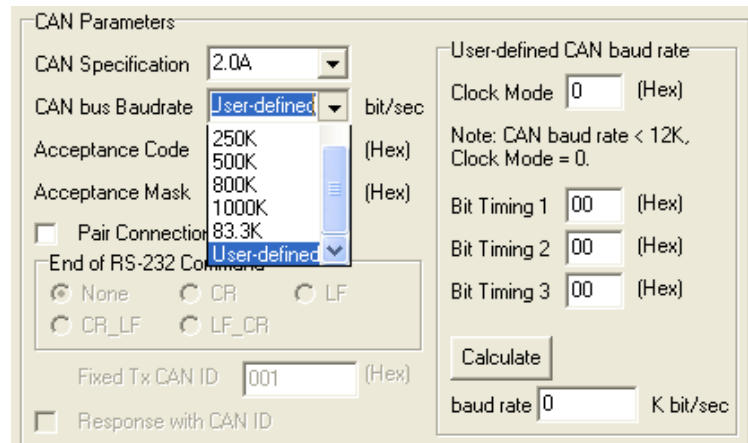 CAN Parameters
CAN Specification 2.0A
CAN bus Baudrate User-defined bit/sec
250K
500K
800K
1000K
83.3K
User-defined
Acceptance Code (Hex)
Acceptance Mask (Hex)
Pair Connection
End of RS-232 Command
None CR LF
CR_LF LF_CR
Fixed Tx CAN ID 001 (Hex)
Response with CAN ID
User-defined CAN baud rate
Clock Mode 0 (Hex)
Note: CAN baud rate < 12K,
Clock Mode = 0.
Bit Timing 1 00 (Hex)
Bit Timing 2 00 (Hex)
Bit Timing 3 00 (Hex)
Calculate
baud rate 0 K bit/sec